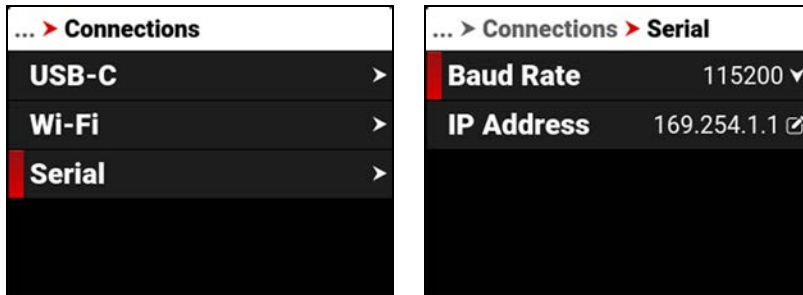 ... > Connections
USB-C
Wi-Fi
Serial
... > Connections > Serial
Baud Rate 115200
IP Address 169.254.1.1